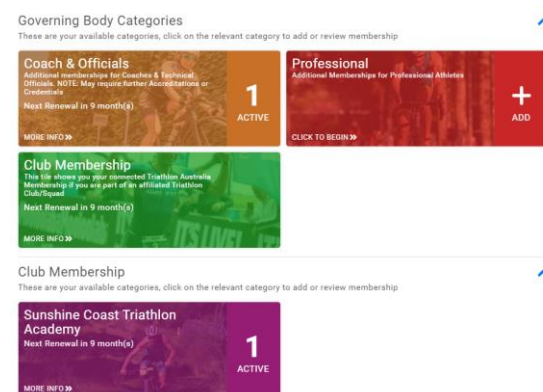 Governing Body Categories
These are your available categories, click on the relevant category to add or review membership
Coach & Officials
Additional memberships for Coaches & Technical
Officials. NOTE: May require further Accreditations or
Credentials
Next Renewal in 9 month(s)
1
ACTIVE
MORE INFO »
Professional
Additional Memberships for Professional Athletes
+
ADD
CLICK TO BEGIN »
Club Membership
This tile shows you your connected Triathlon Australia
Membership if you are part of an affiliated Triathlon
Club/Squad
Next Renewal in 9 month(s)
MORE INFO »
Club Membership
These are your available categories, click on the relevant category to add or review membership
Sunshine Coast Triathlon
Academy
Next Renewal in 9 month(s)
1
ACTIVE
MORE INFO »